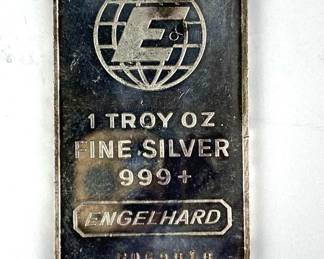 E
1 TROY OZ
FINE SILVER
999+
ENGELHARD